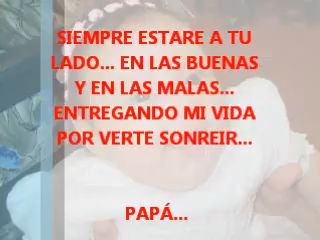 SIEMPRE ESTARE A TU
LADO... EN LAS BUENAS
Y EN LAS MALAS...
ENTREGANDO MI VIDA
POR VERTE SONREIR...
PAPÁ...